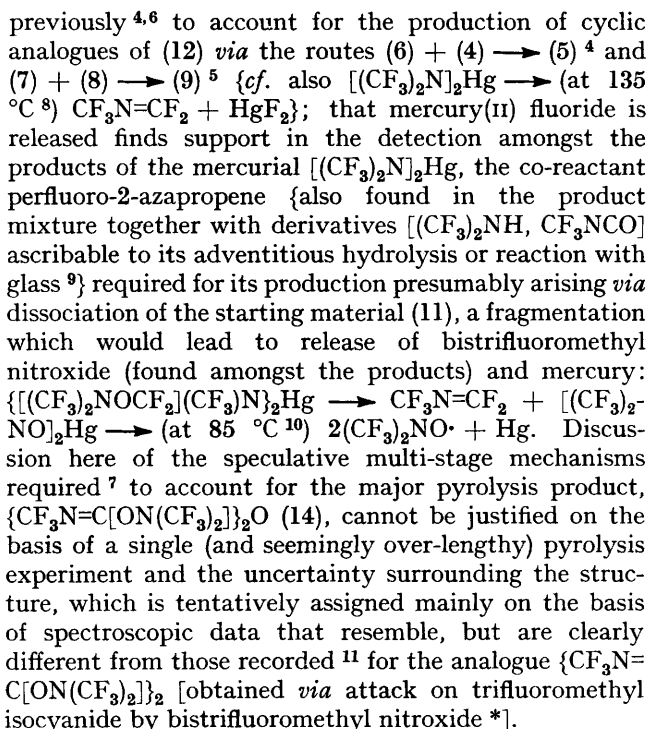 previously ⁴,⁶ to account for the production of cyclic
analogues of (12) via the routes (6) + (4) ⟶ (5) ⁴ and
(7) + (8) ⟶ (9) ⁵ {cf. also [(CF₃)₂N]₂Hg ⟶ (at 135
°C ⁸) CF₃N=CF₂ + HgF₂}; that mercury(II) fluoride is
released finds support in the detection amongst the
products of the mercurial [(CF₃)₂N]₂Hg, the co-reactant
perfluoro-2-azapropene {also found in the product
mixture together with derivatives [(CF₃)₂NH, CF₃NCO]
ascribable to its adventitious hydrolysis or reaction with
glass ⁹} required for its production presumably arising via
dissociation of the starting material (11), a fragmentation
which would lead to release of bistrifluoromethyl
nitroxide (found amongst the products) and mercury:
{[(CF₃)₂NOCF₂](CF₃)N}₂Hg ⟶ CF₃N=CF₂ + [(CF₃)₂-
NO]₂Hg ⟶ (at 85 °C ¹⁰) 2(CF₃)₂NO· + Hg. Discus-
sion here of the speculative multi-stage mechanisms
required ⁷ to account for the major pyrolysis product,
{CF₃N=C[ON(CF₃)₂]}₂O (14), cannot be justified on the
basis of a single (and seemingly over-lengthy) pyrolysis
experiment and the uncertainty surrounding the struc-
ture, which is tentatively assigned mainly on the basis
of spectroscopic data that resemble, but are clearly
different from those recorded ¹¹ for the analogue {CF₃N=
C[ON(CF₃)₂]}₂ [obtained via attack on trifluoromethyl
isocyanide by bistrifluoromethyl nitroxide *].